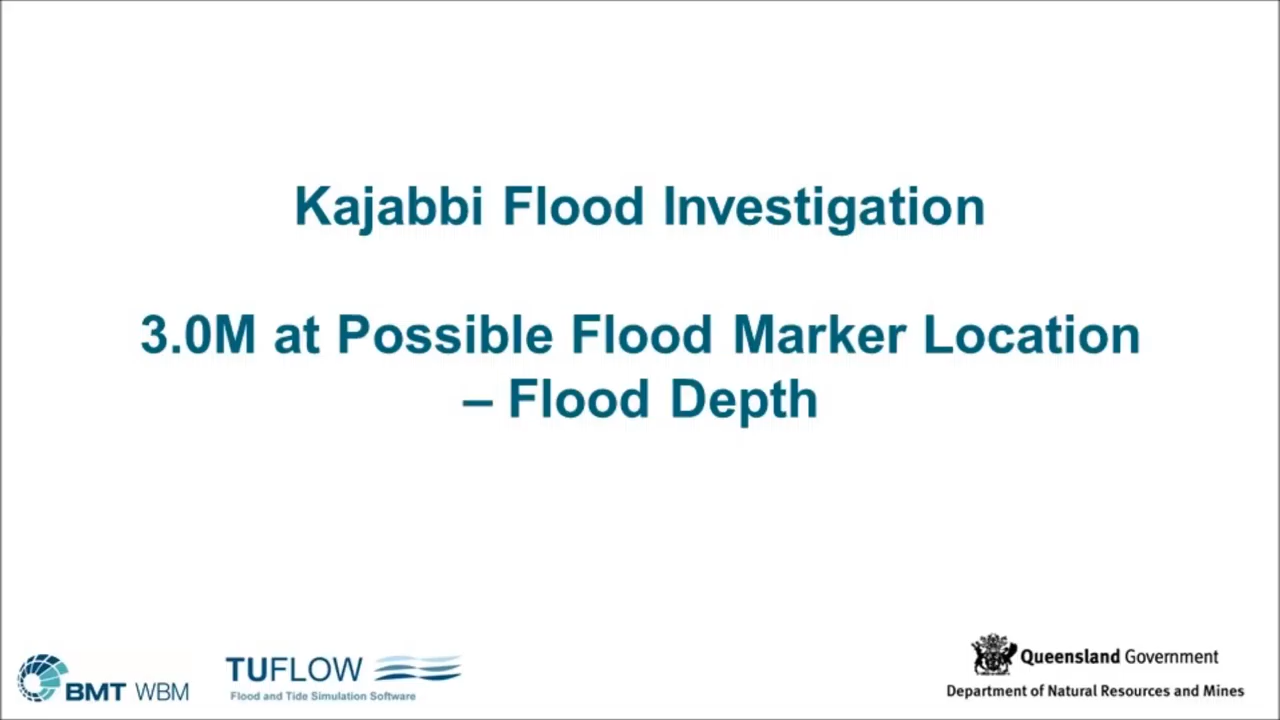 Kajabbi Flood Investigation
3.0M at Possible Flood Marker Location
– Flood Depth
BMT WBM
TUFLOW
Flood and Tide Simulation Software
Queensland Government
Department of Natural Resources and Mines